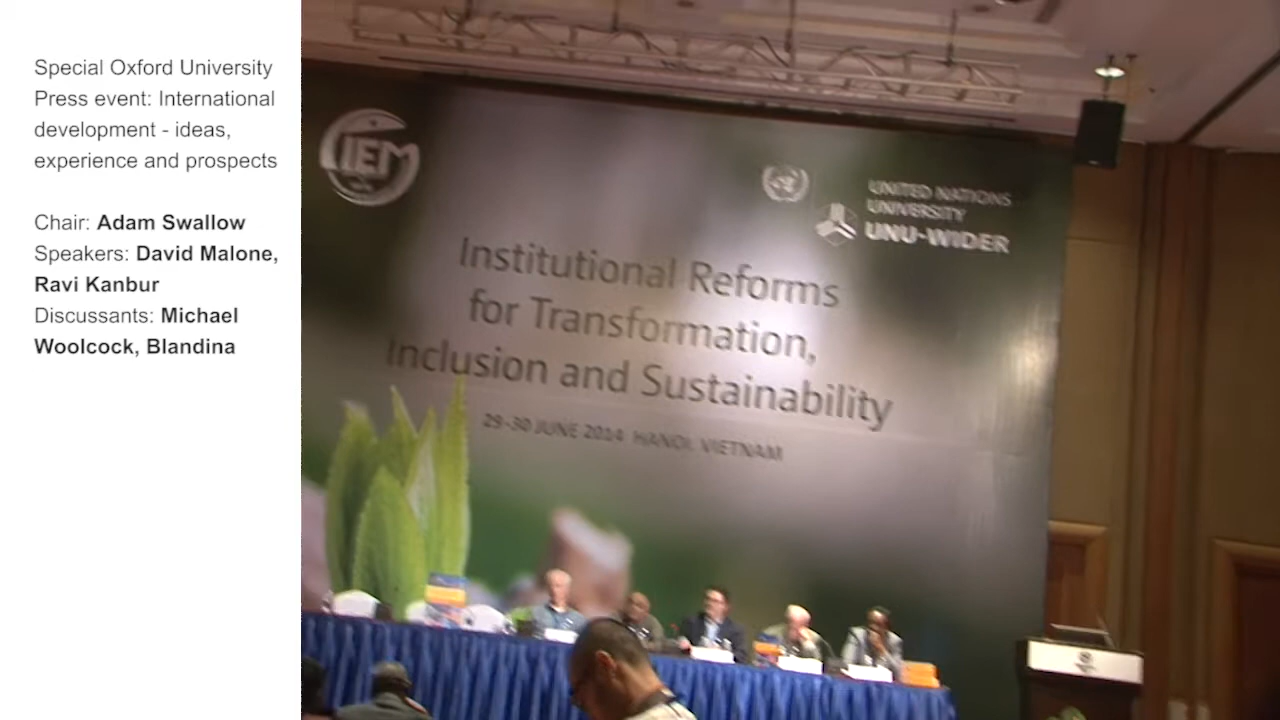 Special Oxford University
Press event: International
development - ideas,
experience and prospects
Chair: Adam Swallow
Speakers: David Malone,
Ravi Kanbur
Discussants: Michael
Woolcock, Blandina
CIEM
UNITED NATIONS
UNIVERSITY
UNU-WIDER
Institutional Reforms
for Transformation,
Inclusion and Sustainability
29-30 JUNE 2014 HANOI, VIETNAM